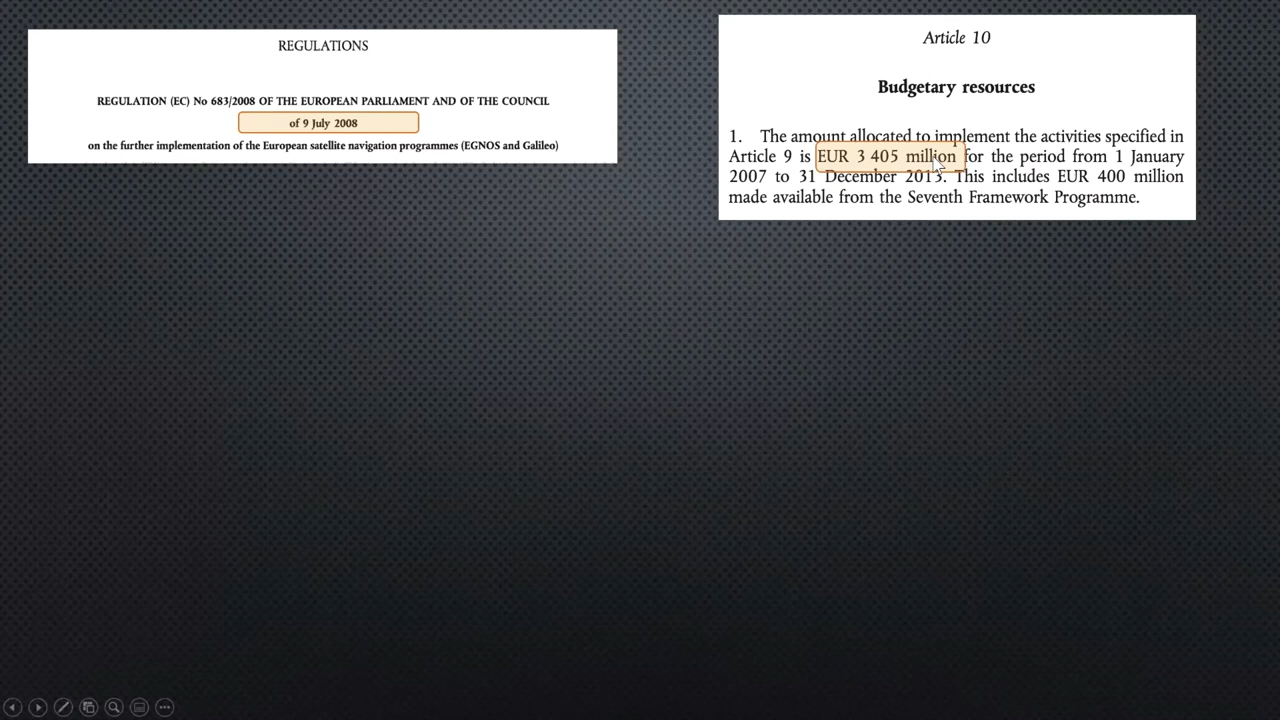 REGULATIONS
REGULATION (EC) No 683/2008 OF THE EUROPEAN PARLIAMENT AND OF THE COUNCIL
of 9 July 2008
on the further implementation of the European satellite navigation programmes (EGNOS and Galileo)
Article 10
Budgetary resources
1. The amount allocated to implement the activities specified in
Article 9 is EUR 3 405 million for the period from 1 January
2007 to 31 December 2013. This includes EUR 400 million
made available from the Seventh Framework Programme.